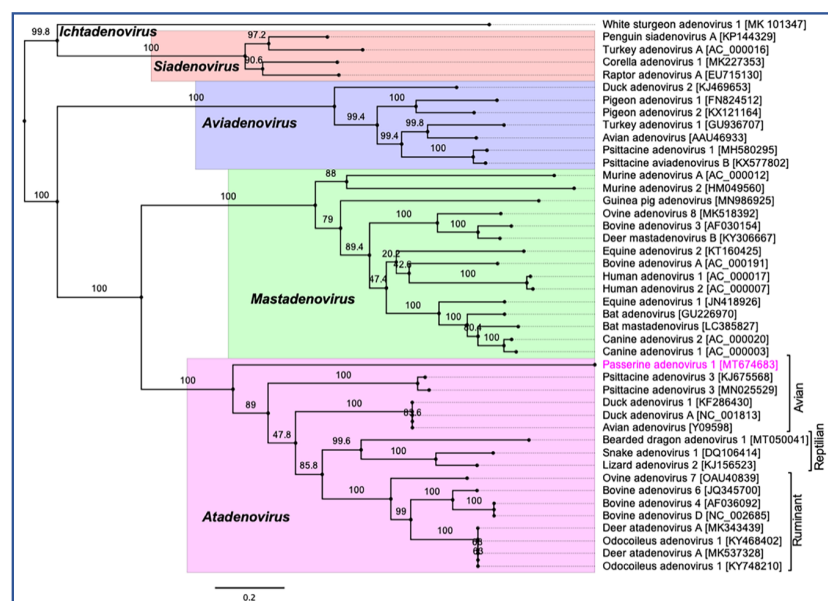 Ichtadenovirus
White sturgeon adenovirus 1 [MK 101347]
99.8
97.2
Penguin siadenovirus A [KP144329]
100
Turkey adenovirus A [AC_000016]
90.6
Corella adenovirus 1 [MK227353]
Siadenovirus
Raptor adenovirus A [EU715130]
Duck adenovirus 2 [KJ469653]
100
100
Pigeon adenovirus 1 [FN824512]
99.4
Pigeon adenovirus 2 [KX121164]
Aviadenovirus
99.8
Turkey adenovirus 1 [GU936707]
99.4
Avian adenovirus [AAU46933]
100
Psittacine adenovirus 1 [MH580295]
Psittacine aviadenovirus B [KX577802]
88
Murine adenovirus A [AC_000012]
100
Murine adenovirus 2 [HM049560]
100
Guinea pig adenovirus [MN986925]
79
100
Ovine adenovirus 8 [MK518392]
100
Bovine adenovirus 3 [AF030154]
Deer mastadenovirus B [KY306667]
89.4
20.2
Equine adenovirus 2 [KT160425]
Bovine adenovirus A [AC_000191]
47.4
100
Human adenovirus 1 [AC_000017]
Human adenovirus 2 [AC_000007]
100
Mastadenovirus
100
Equine adenovirus 1 [JN418926]
100
Bat adenovirus [GU226970]
80.4
Bat mastadenovirus [LC385827]
100
Canine adenovirus 2 [AC_000020]
Canine adenovirus 1 [AC_000003]
Passerine adenovirus 1 [MT674683]
100
Psittacine adenovirus 3 [KJ675568]
100
Psittacine adenovirus 3 [MN025529]
89
100
Duck adenovirus 1 [KF286430]
Duck adenovirus A [NC_001813]
Avian adenovirus [Y09598]
Avian
47.8
99.6
Bearded dragon adenovirus 1 [MT050041]
100
Snake adenovirus 1 [DQ106414]
Lizard adenovirus 2 [KJ156523]
Reptilian
85.8
Ovine adenovirus 7 [OAU40839]
100
100
Bovine adenovirus 6 [JQ345700]
100
Bovine adenovirus 4 [AF036092]
99
Bovine adenovirus D [NC_002685]
Atadenovirus
100
Deer atadenovirus A [MK343439]
Odocoileus adenovirus 1 [KY468402]
63
Deer atadenovirus A [MK537328]
Odocoileus adenovirus 1 [KY748210]
Ruminant
0.2